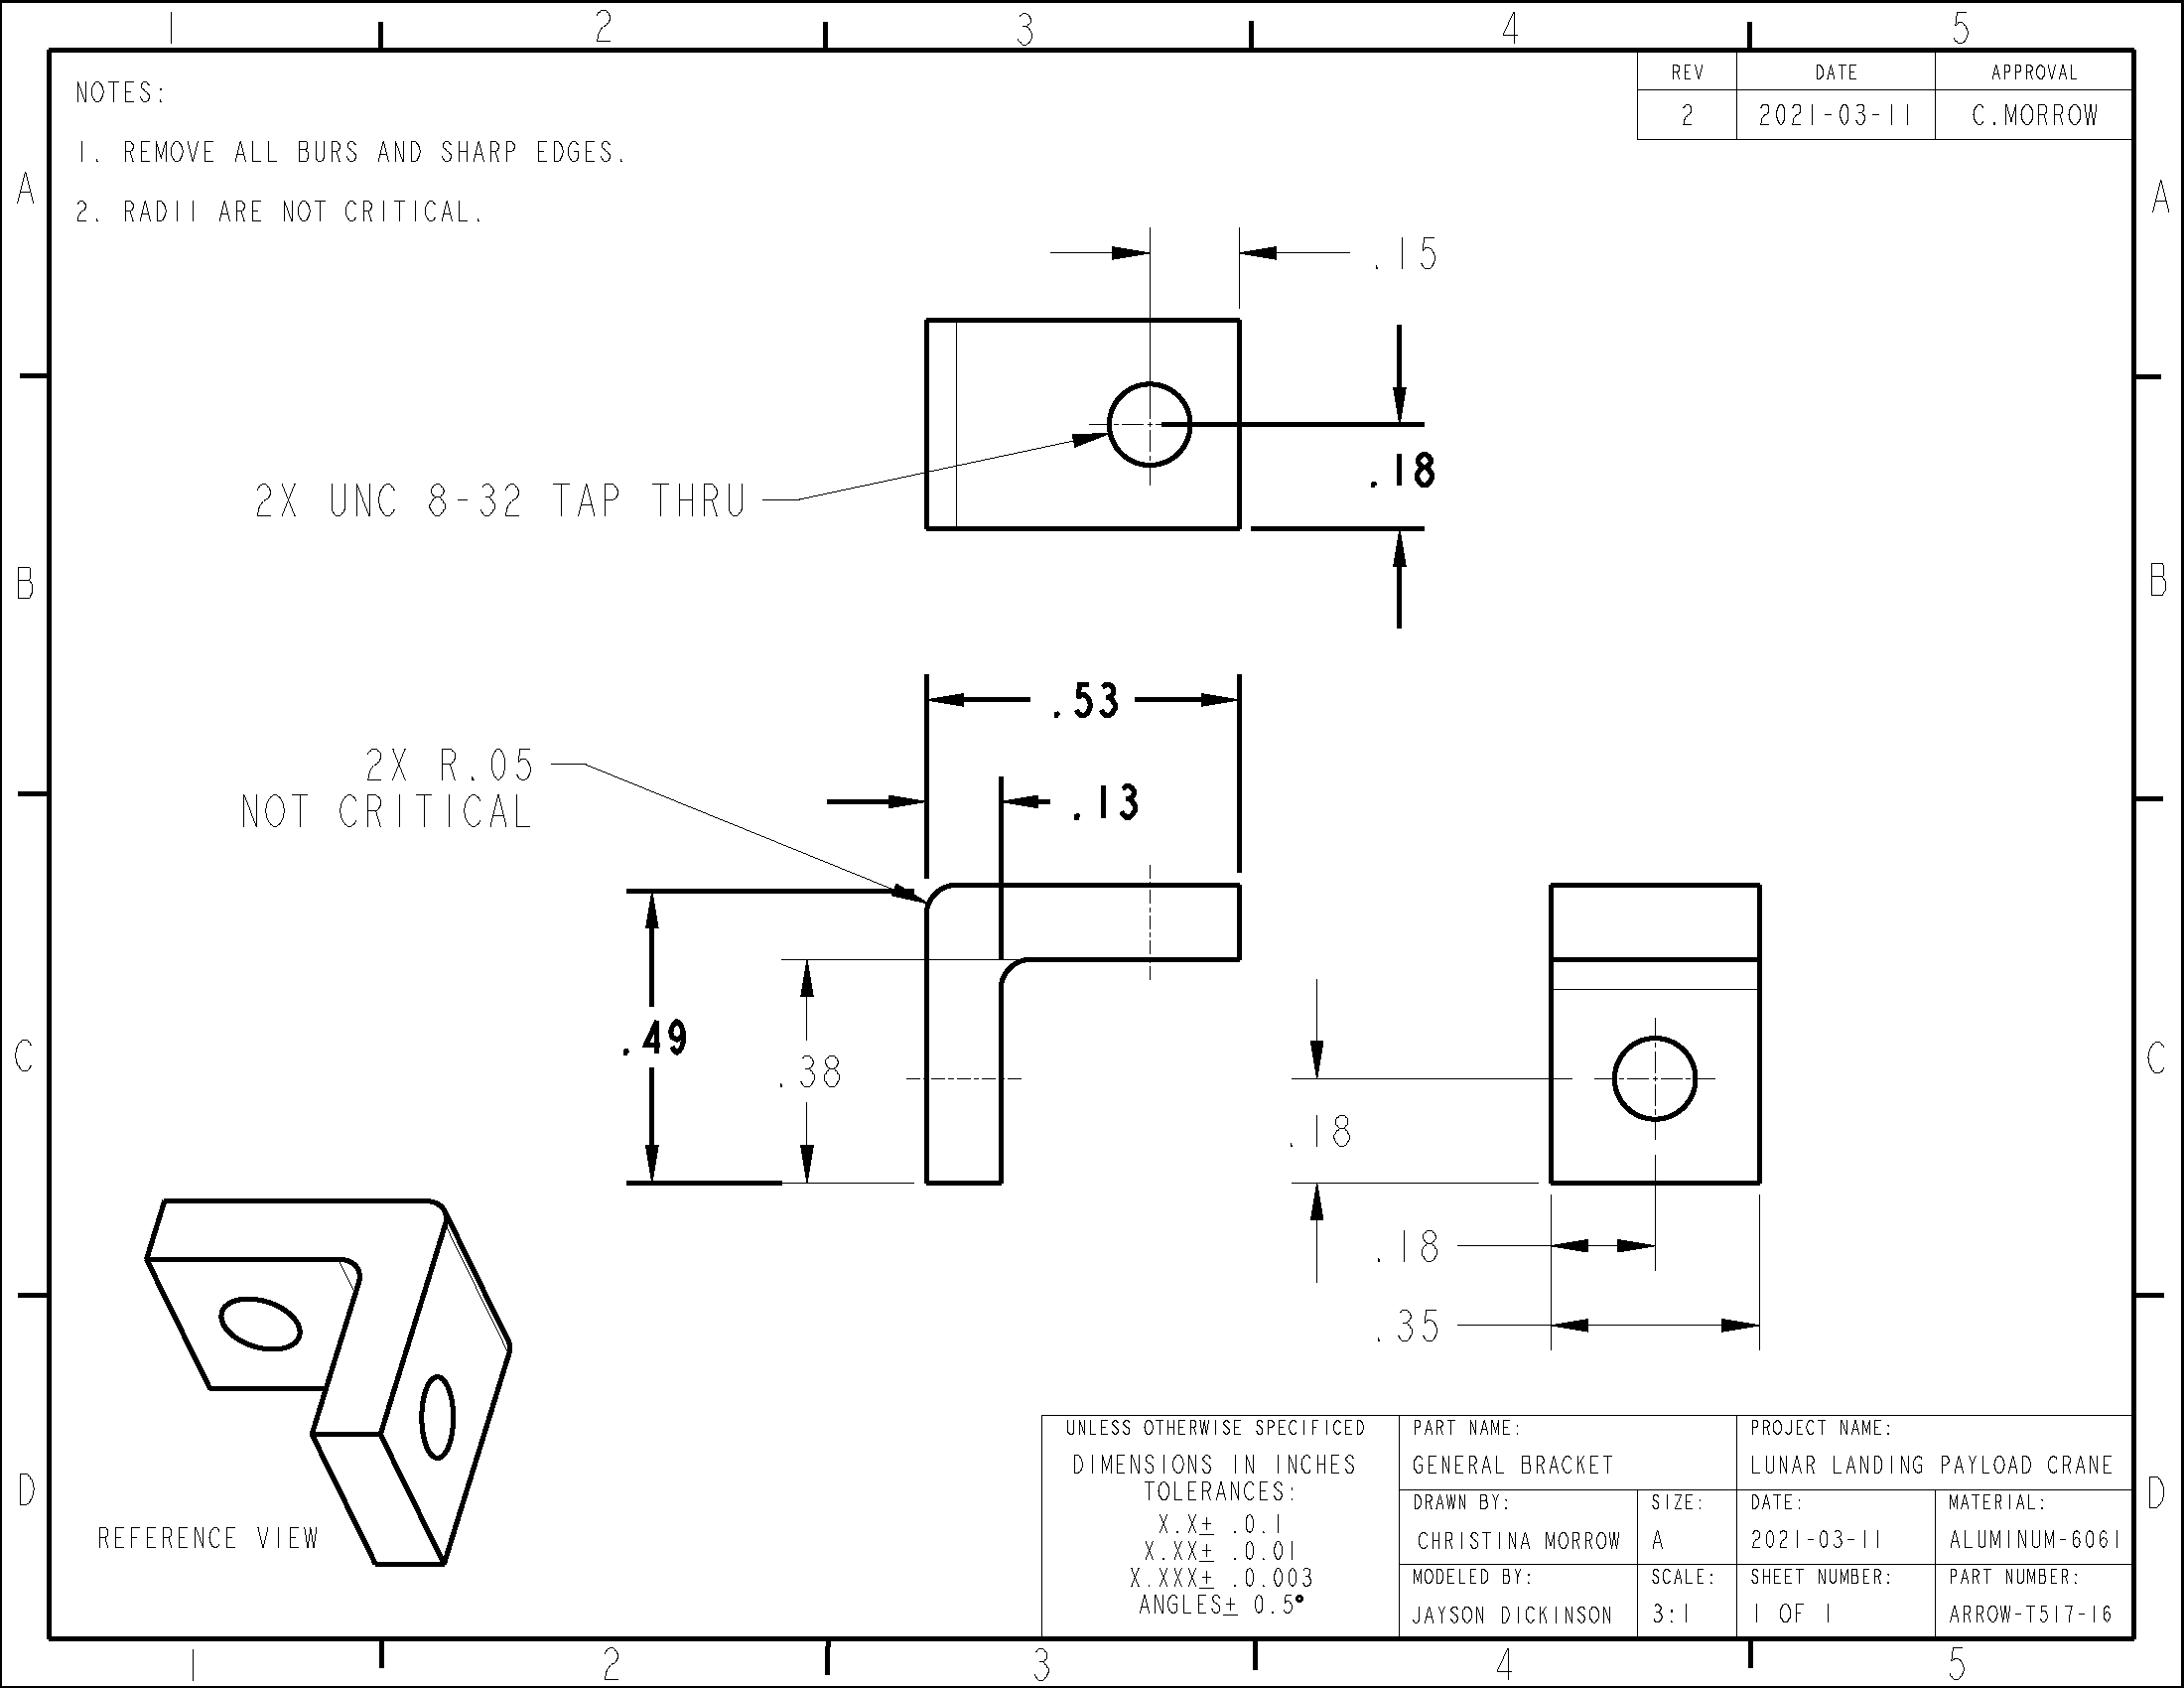 1 2 3 4 5
NOTES:
1. REMOVE ALL BURS AND SHARP EDGES.
2. RADII ARE NOT CRITICAL.
REV DATE APPROVAL
2 2021-03-11 C.MORROW
A A
.15
.18
2X UNC 8-32 TAP THRU
B B
.53
2X R.05
NOT CRITICAL
.13
.49
.38
C C
.18
.18
.35
REFERENCE VIEW
D D
UNLESS OTHERWISE SPECIFICED
DIMENSIONS IN INCHES
TOLERANCES:
X.X± .0.1
X.XX± .0.01
X.XXX± .0.003
ANGLES± 0.5°
PART NAME: PROJECT NAME:
GENERAL BRACKET LUNAR LANDING PAYLOAD CRANE
DRAWN BY: SIZE: DATE: MATERIAL:
CHRISTINA MORROW A 2021-03-11 ALUMINUM-6061
MODELED BY: SCALE: SHEET NUMBER: PART NUMBER:
JAYSON DICKINSON 3:1 1 OF 1 ARROW-T517-16
1 2 3 4 5